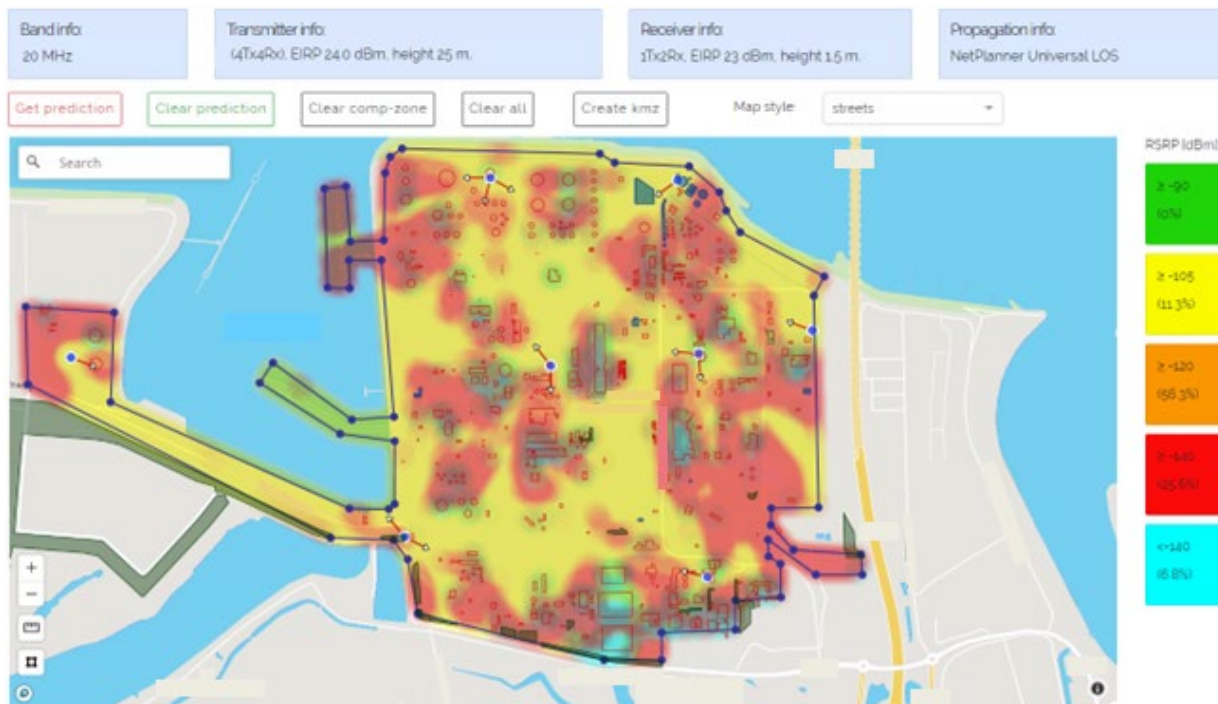 Band info:
20 MHz
Transmitter info:
(4Tx4Rx), EIRP 24.0 dBm, height 25 m,
Receiver info:
1Tx2Rx, EIRP 23 dBm, height 1.5 m,
Propagation info:
NetPlanner Universal LOS
Get prediction
Clear prediction
Clear comp-zone
Clear all
Create kmz
Map style:
streets
Search
RSRP [dBm]
≥ -90
(0%)
≥ -105
(11.3%)
≥ -120
(56.3%)
≥ -140
(25.6%)
<-140
(6.8%)